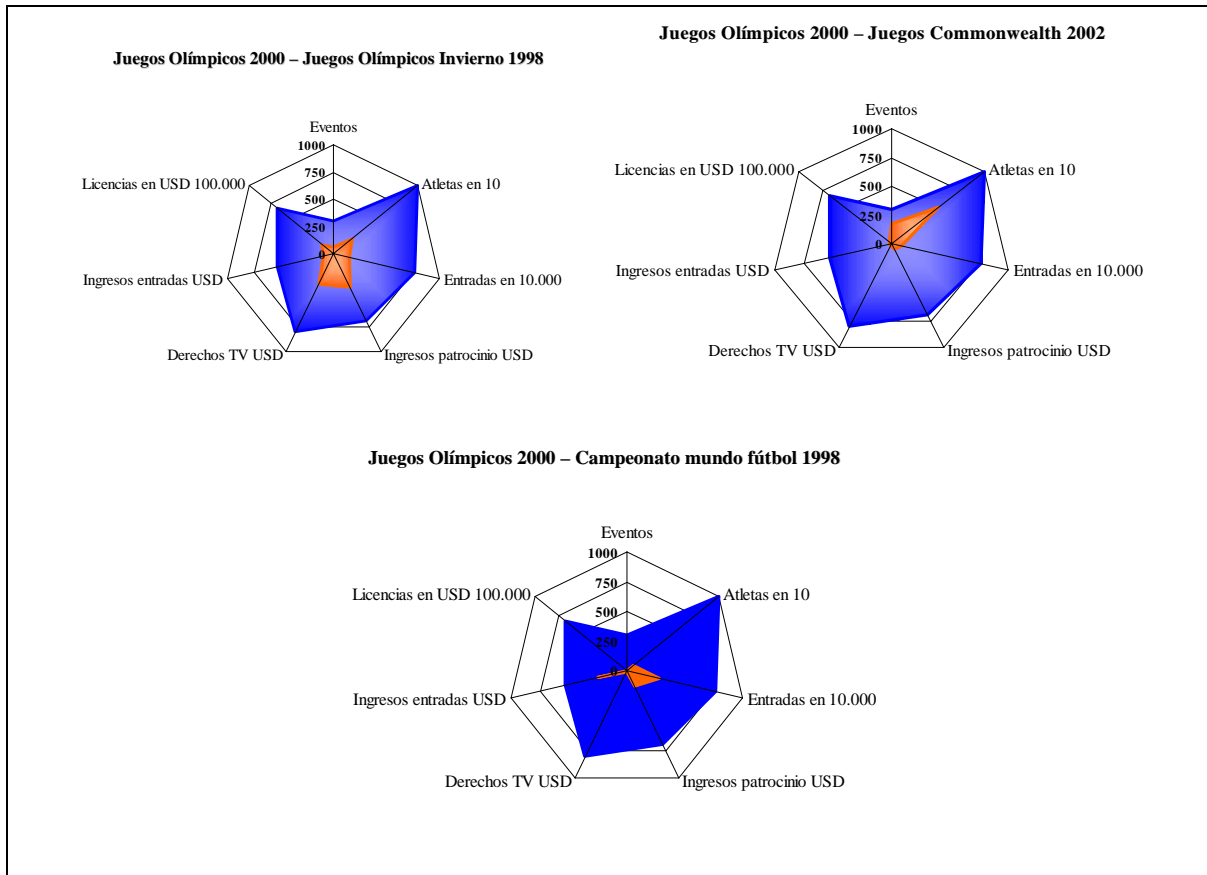 Juegos Olímpicos 2000 – Juegos Olímpicos Invierno 1998
Eventos
1000
750
500
250
0
Atletas en 10
Entradas en 10.000
Ingresos patrocinio USD
Derechos TV USD
Ingresos entradas USD
Licencias en USD 100.000
Juegos Olímpicos 2000 – Juegos Commonwealth 2002
Eventos
1000
750
500
250
0
Atletas en 10
Entradas en 10.000
Ingresos patrocinio USD
Derechos TV USD
Ingresos entradas USD
Licencias en USD 100.000
Juegos Olímpicos 2000 – Campeonato mundo fútbol 1998
Eventos
1000
750
500
250
0
Atletas en 10
Entradas en 10.000
Ingresos patrocinio USD
Derechos TV USD
Ingresos entradas USD
Licencias en USD 100.000